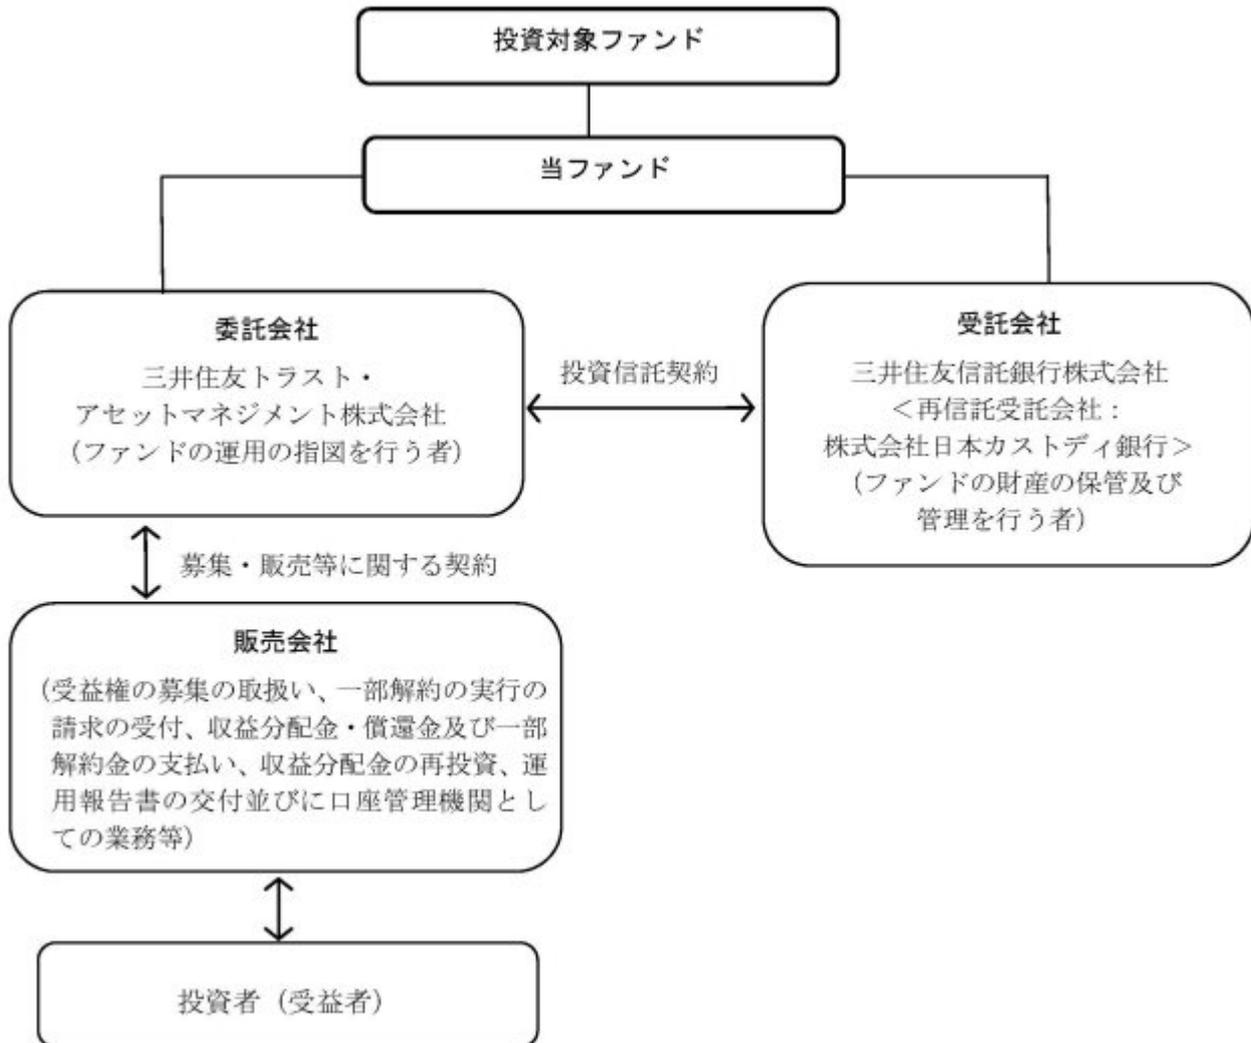 投資対象ファンド
当ファンド
委託会社
三井住友トラスト・
アセットマネジメント株式会社
(ファンドの運用の指図を行う者)
投資信託契約
受託会社
三井住友信託銀行株式会社
＜再信託受託会社：
株式会社日本カストディ銀行＞
(ファンドの財産の保管及び
管理を行う者)
募集・販売等に関する契約
販売会社
(受益権の募集の取扱い、一部解約の実行の
請求の受付、収益分配金・償還金及び一部
解約金の支払い、収益分配金の再投資、運
用報告書の交付並びに口座管理機関とし
ての業務等)
投資者（受益者）